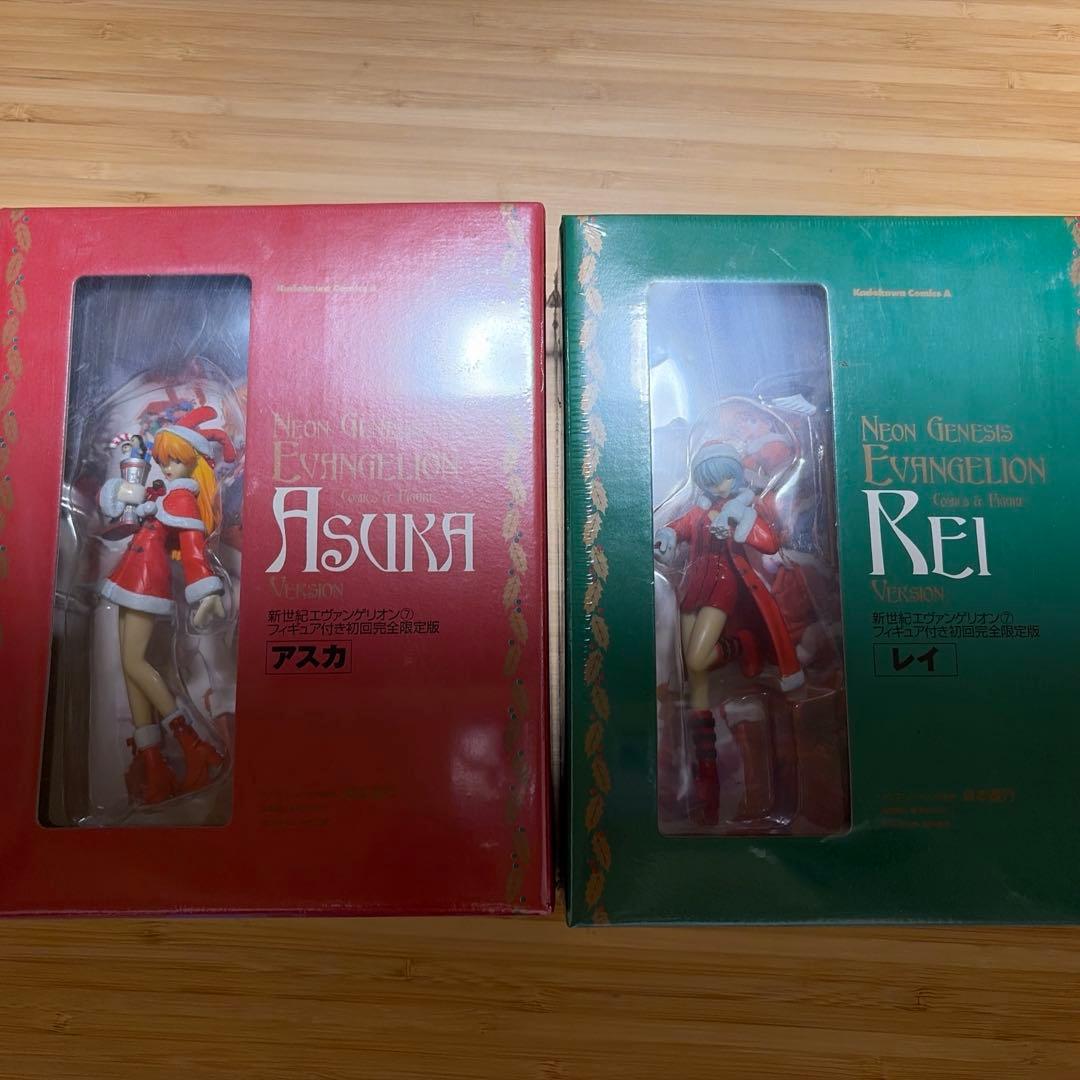 Kadokawa Comics A
NEON GENESIS
EVANGELION
COMICS & FIGURE
ASUKA
VERSION
新世紀エヴァンゲリオン⑦
フィギュア付き初回完全限定版
アスカ
Kadokawa Comics A
NEON GENESIS
EVANGELION
COMICS & FIGURE
REI
VERSION
新世紀エヴァンゲリオン⑦
フィギュア付き初回完全限定版
レイ